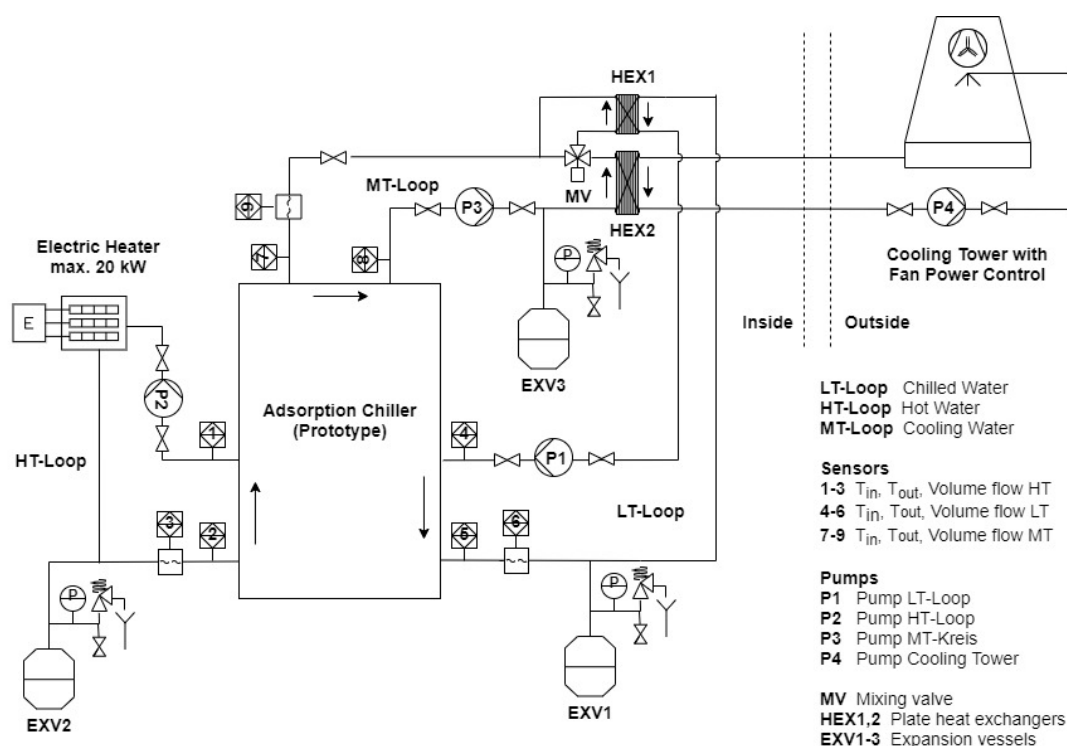 HEX1
MV
HEX2
MT-Loop
P3
P4
7
8
Electric Heater
max. 20 kW
E
P2
Cooling Tower with
Fan Power Control
P
EXV3
Inside
Outside
Adsorption Chiller
(Prototype)
1
4
P1
HT-Loop
LT-Loop
3
2
5
6
P
EXV2
P
EXV1
LT-Loop Chilled Water
HT-Loop Hot Water
MT-Loop Cooling Water
Sensors
1-3 Tin, Tout, Volume flow HT
4-6 Tin, Tout, Volume flow LT
7-9 Tin, Tout, Volume flow MT
Pumps
P1 Pump LT-Loop
P2 Pump HT-Loop
P3 Pump MT-Kreis
P4 Pump Cooling Tower
MV Mixing valve
HEX1,2 Plate heat exchangers
EXV1-3 Expansion vessels